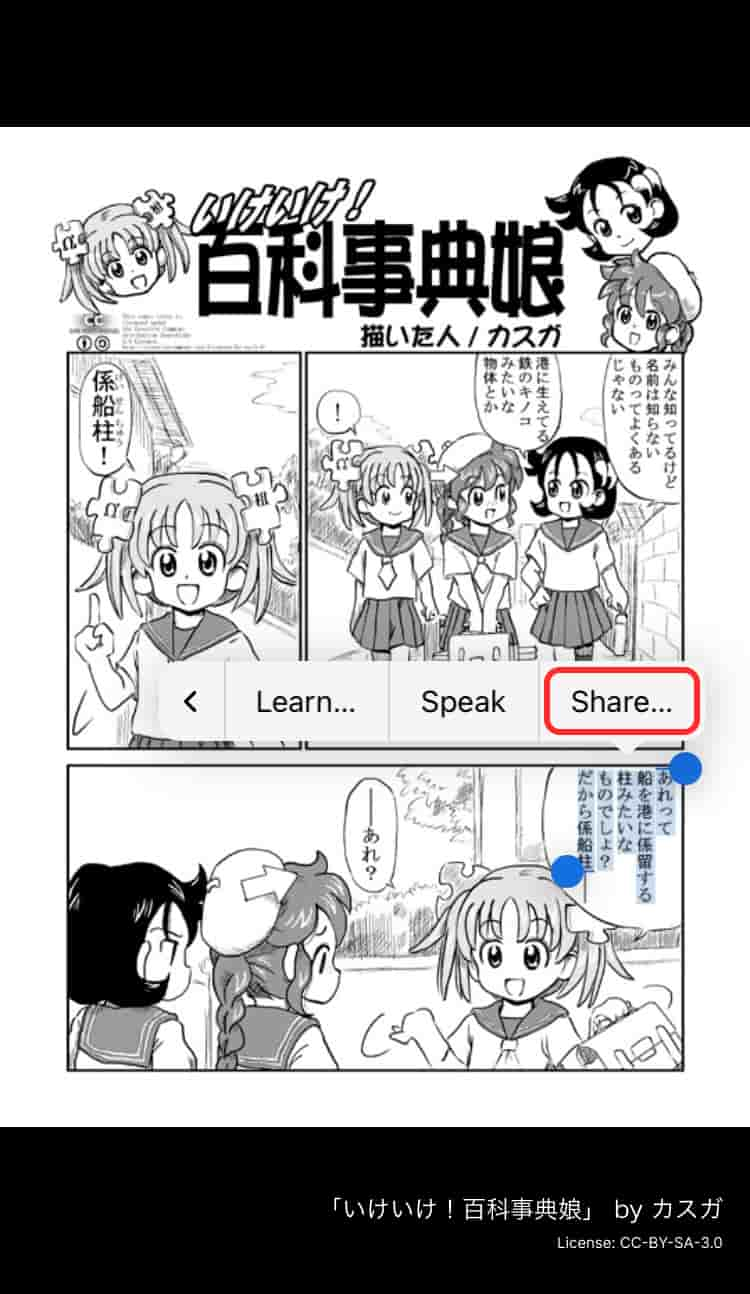 いけいけ！
百科事典娘
描いた人 / カスガ
CC
みんな知ってるけど
名前は知らない
ものってよくある
じゃない
港に生えてる
鉄のキノコ
みたいな
物体とか
！
係船柱！
けいせんちゅう
α
組
Learn...
Speak
Share...
あれって
船を港に係留する
柱みたいな
ものでしょ？
だから係船柱
――あれ？
「いけいけ！百科事典娘」 by カスガ
License: CC-BY-SA-3.0